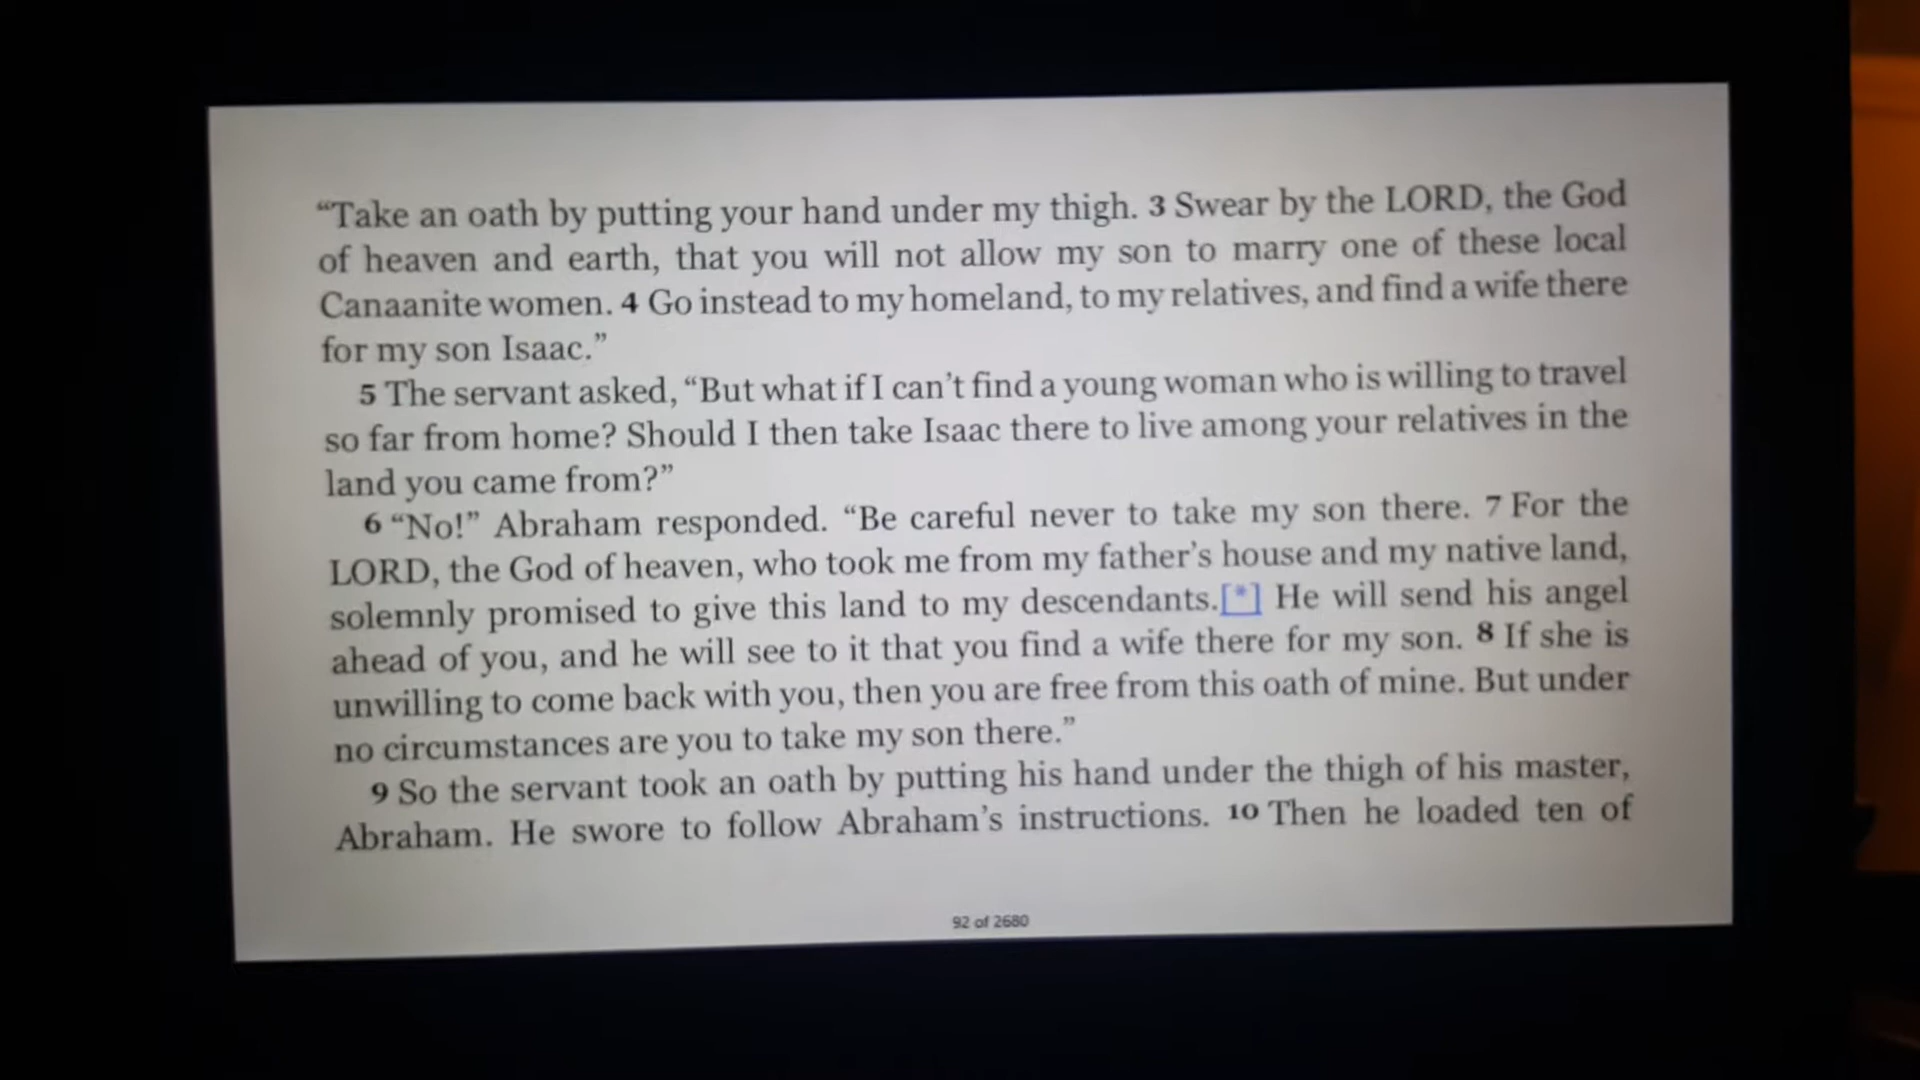 “Take an oath by putting your hand under my thigh. 3 Swear by the LORD, the God
of heaven and earth, that you will not allow my son to marry one of these local
Canaanite women. 4 Go instead to my homeland, to my relatives, and find a wife there
for my son Isaac.”
5 The servant asked, “But what if I can’t find a young woman who is willing to travel
so far from home? Should I then take Isaac there to live among your relatives in the
land you came from?”
6 “No!” Abraham responded. “Be careful never to take my son there. 7 For the
LORD, the God of heaven, who took me from my father’s house and my native land,
solemnly promised to give this land to my descendants.[*] He will send his angel
ahead of you, and he will see to it that you find a wife there for my son. 8 If she is
unwilling to come back with you, then you are free from this oath of mine. But under
no circumstances are you to take my son there.”
9 So the servant took an oath by putting his hand under the thigh of his master,
Abraham. He swore to follow Abraham’s instructions. 10 Then he loaded ten of
92 of 2680